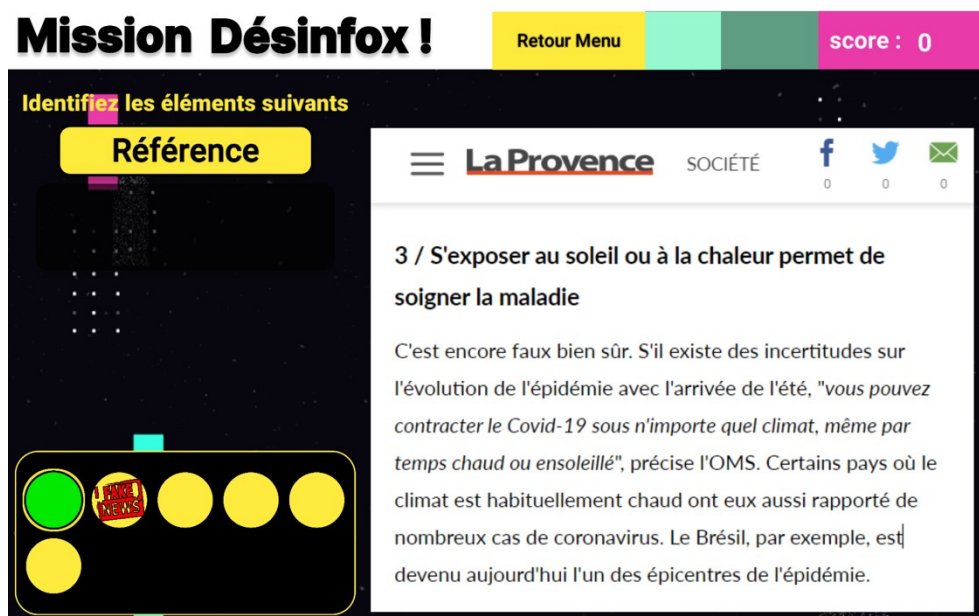 Mission Désinfox !
Retour Menu
score : 0
Identifiez les éléments suivants
Référence
La Provence
SOCIÉTÉ
0 0 0
3 / S'exposer au soleil ou à la chaleur permet de
soigner la maladie
C'est encore faux bien sûr. S'il existe des incertitudes sur
l'évolution de l'épidémie avec l'arrivée de l'été, "vous pouvez
contracter le Covid-19 sous n'importe quel climat, même par
temps chaud ou ensoleillé", précise l'OMS. Certains pays où le
climat est habituellement chaud ont eux aussi rapporté de
nombreux cas de coronavirus. Le Brésil, par exemple, est
devenu aujourd'hui l'un des épicentres de l'épidémie.
FAKE
NEWS